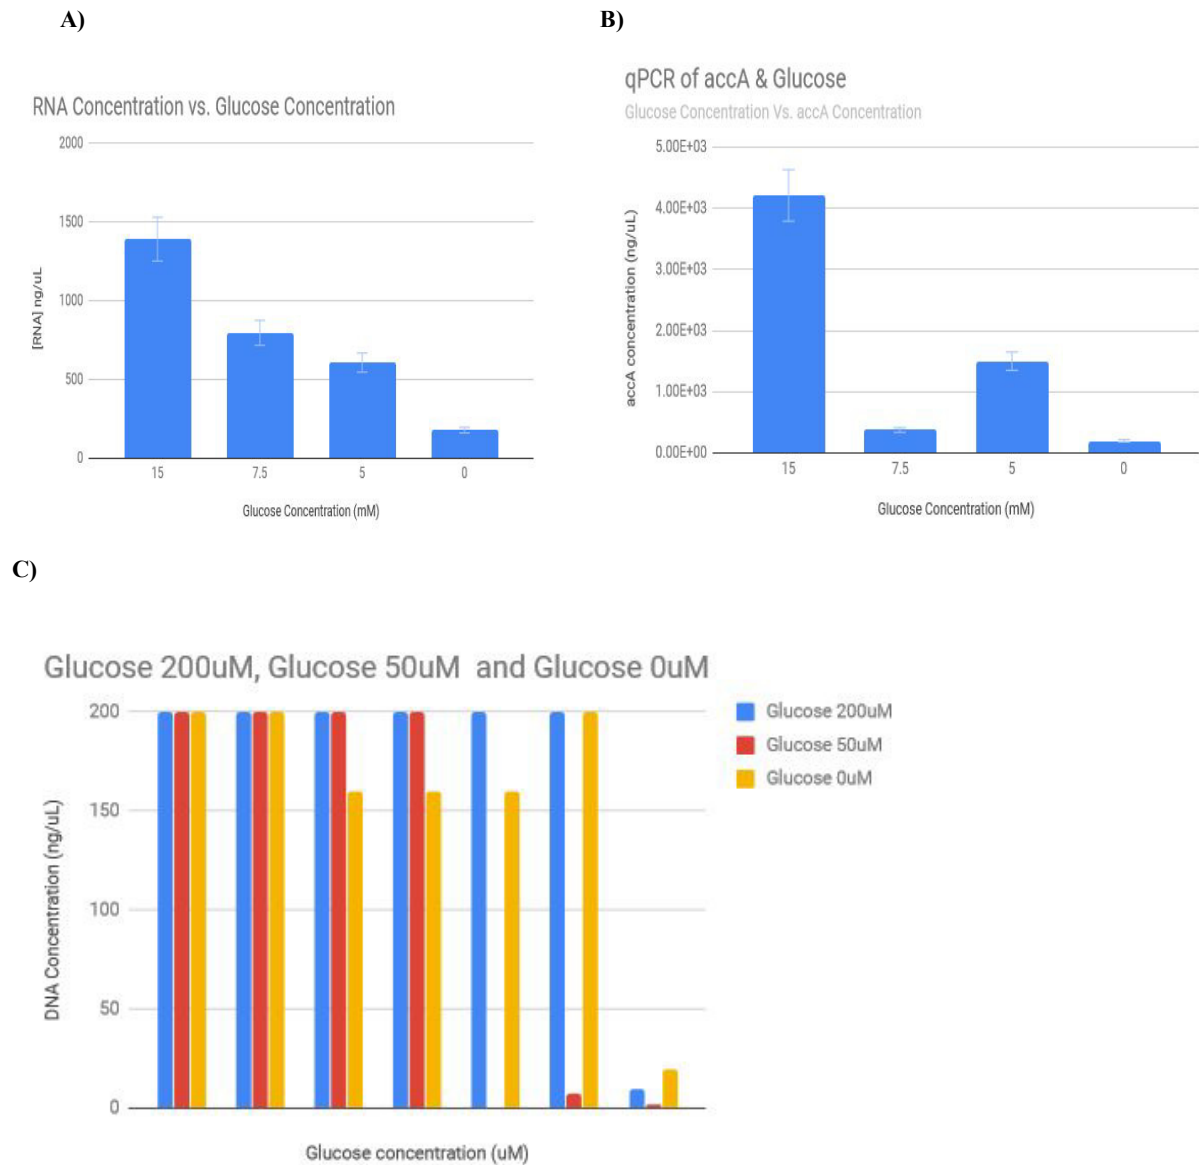 A)
B)
RNA Concentration vs. Glucose Concentration
2000
1500
1000
500
0
[RNA] ng/uL
15 7.5 5 0
Glucose Concentration (mM)
qPCR of accA & Glucose
Glucose Concentration Vs. accA Concentration
5.00E+03
4.00E+03
3.00E+03
2.00E+03
1.00E+03
0.00E+00
accA concentration (ng/uL)
15 7.5 5 0
Glucose Concentration (mM)
C)
Glucose 200uM, Glucose 50uM and Glucose 0uM
200
150
100
50
0
DNA Concentration (ng/uL)
Glucose concentration (uM)
Glucose 200uM
Glucose 50uM
Glucose 0uM